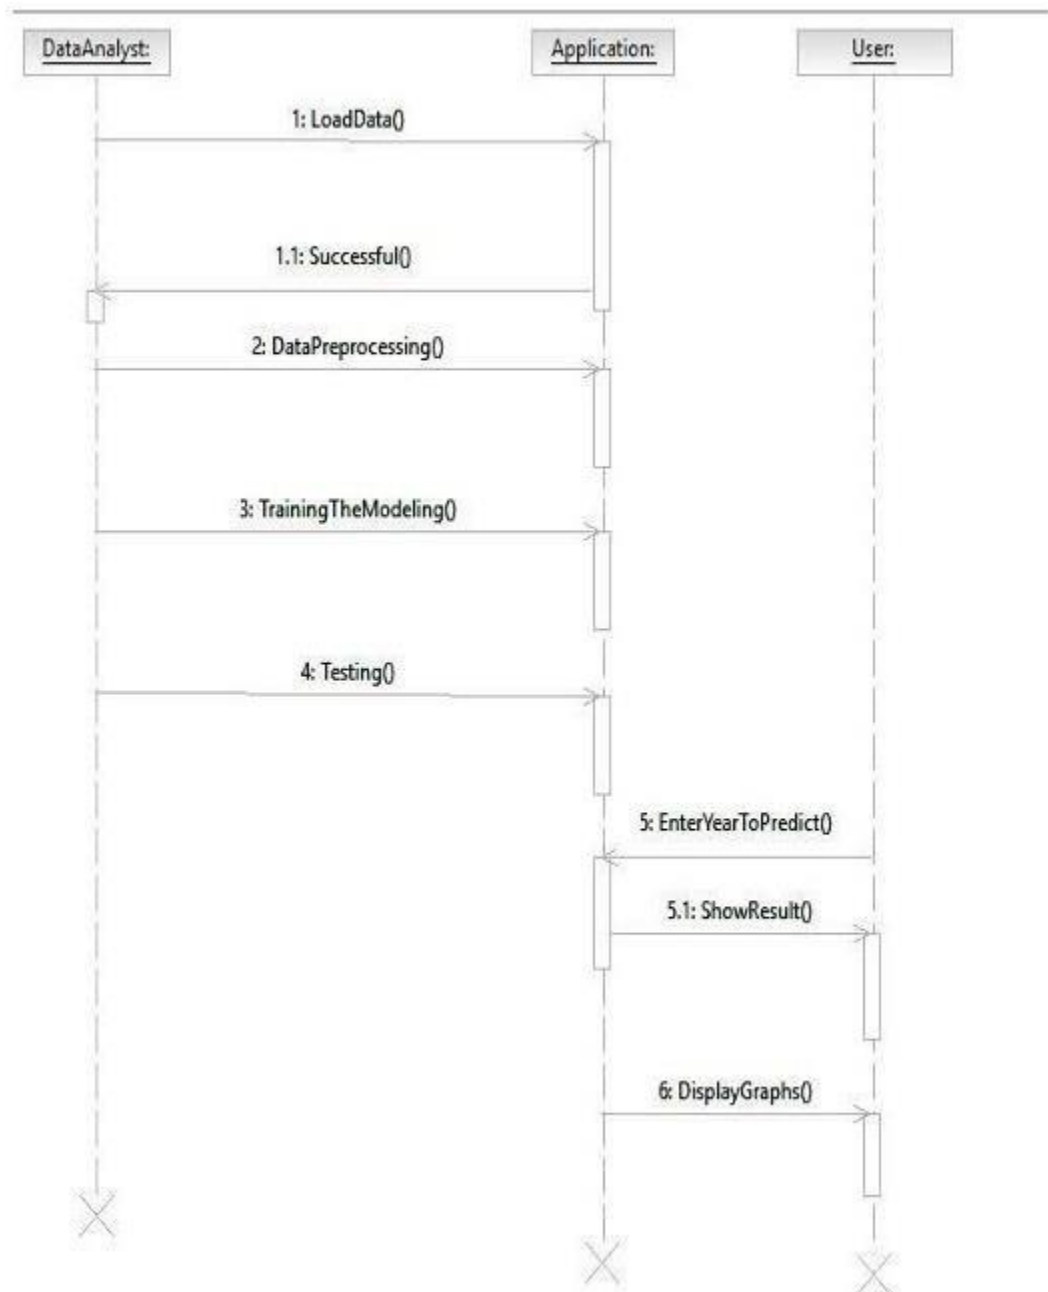 DataAnalyst:
Application:
User:
1: LoadData()
1.1: Successful()
2: DataPreprocessing()
3: TrainingTheModeling()
4: Testing()
5: EnterYearToPredict()
5.1: ShowResult()
6: DisplayGraphs()